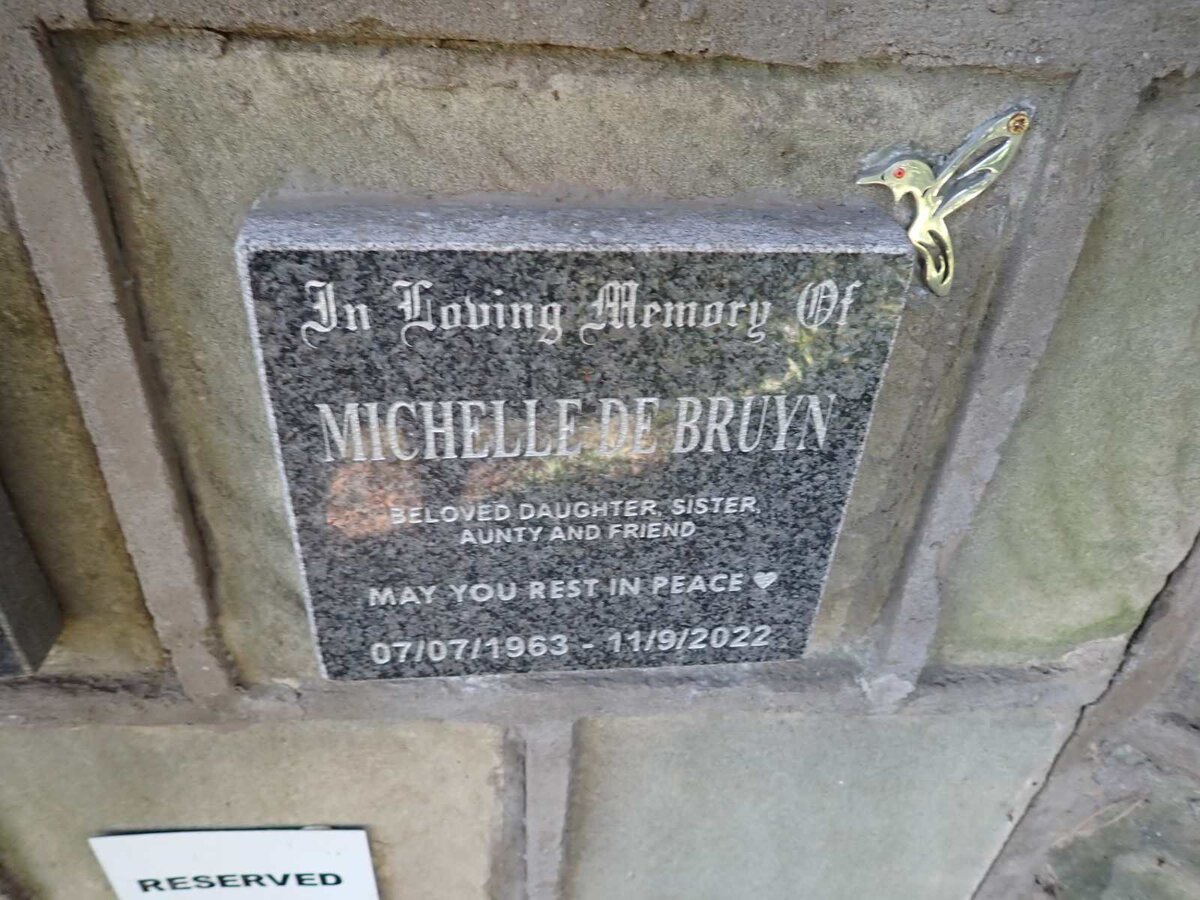 In Loving Memory Of
MICHELLE DE BRUYN
BELOVED DAUGHTER, SISTER,
AUNTY AND FRIEND
MAY YOU REST IN PEACE ♥
07/07/1963 - 11/9/2022
RESERVED